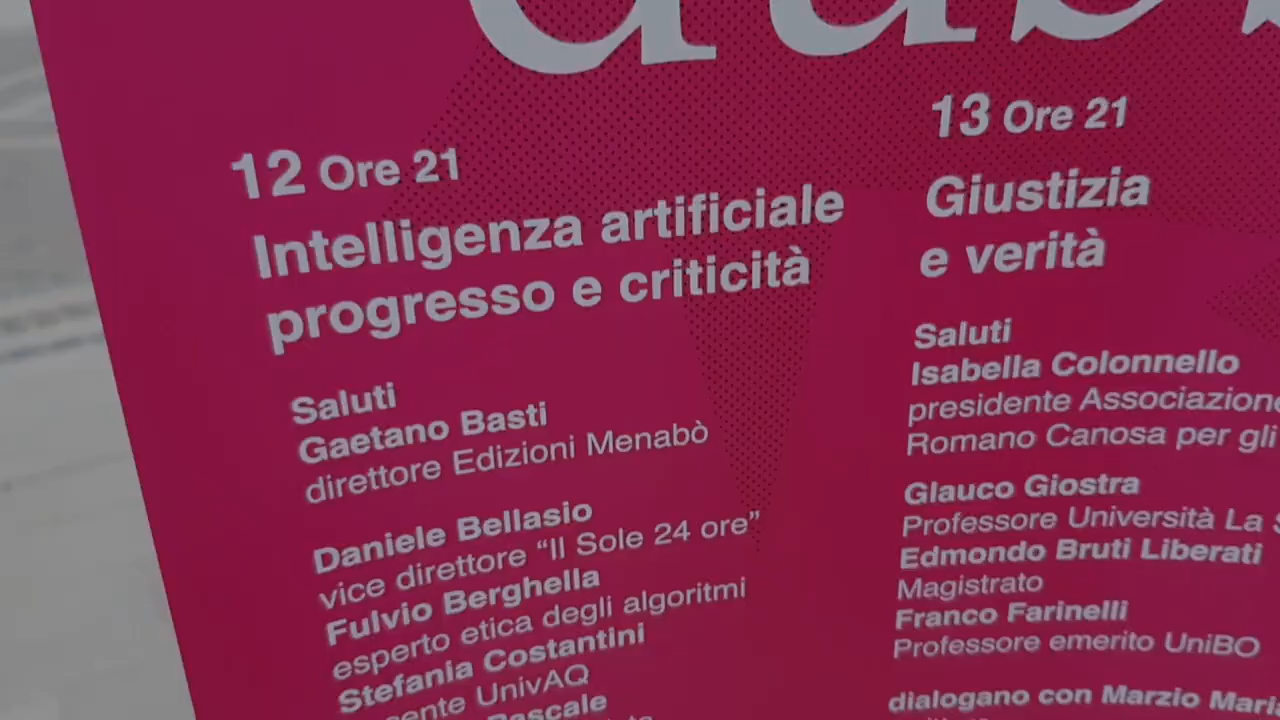 12 Ore 21
Intelligenza artificiale
progresso e criticità
Saluti
Gaetano Basti
direttore Edizioni Menabò
Daniele Bellasio
vice direttore “Il Sole 24 ore”
Fulvio Berghella
esperto etica degli algoritmi
Stefania Costantini
UnivAQ
13 Ore 21
Giustizia
e verità
Saluti
Isabella Colonnello
presidente Associazione
Romano Canosa per gli
Glauco Giostra
Professore Università La
Edmondo Bruti Liberati
Magistrato
Franco Farinelli
Professore emerito UniBO
dialogano con Marzio